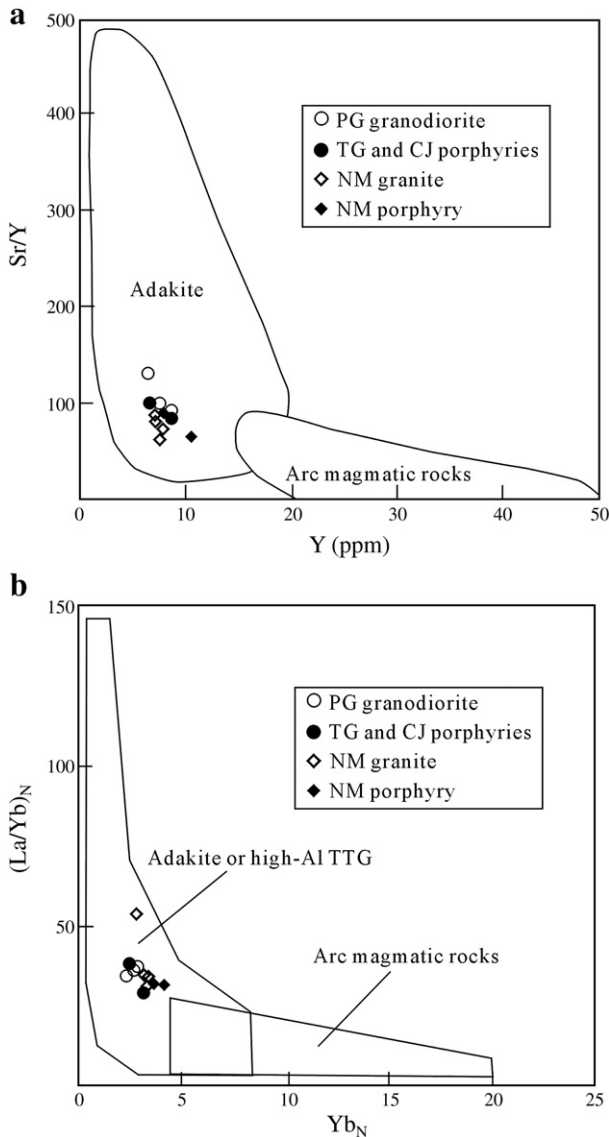 a
500
400
300
200
100
0
10
20
30
40
50
Sr/Y
Y (ppm)
PG granodiorite
TG and CJ porphyries
NM granite
NM porphyry
Adakite
Arc magmatic rocks
b
150
100
50
0
0
5
10
15
20
25
(La/Yb)N
YbN
PG granodiorite
TG and CJ porphyries
NM granite
NM porphyry
Adakite or high-Al TTG
Arc magmatic rocks